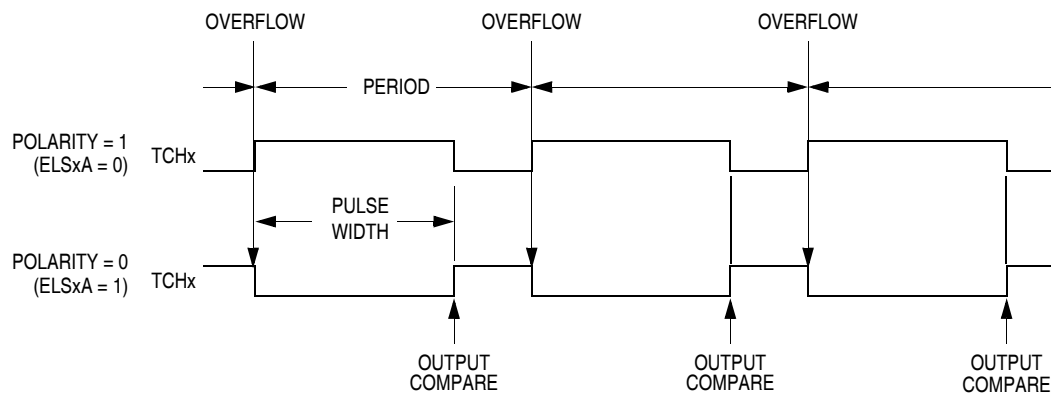 OVERFLOW
OVERFLOW
OVERFLOW
PERIOD
POLARITY = 1
(ELSxA = 0)
TCHx
PULSE
WIDTH
POLARITY = 0
(ELSxA = 1)
TCHx
OUTPUT
COMPARE
OUTPUT
COMPARE
OUTPUT
COMPARE